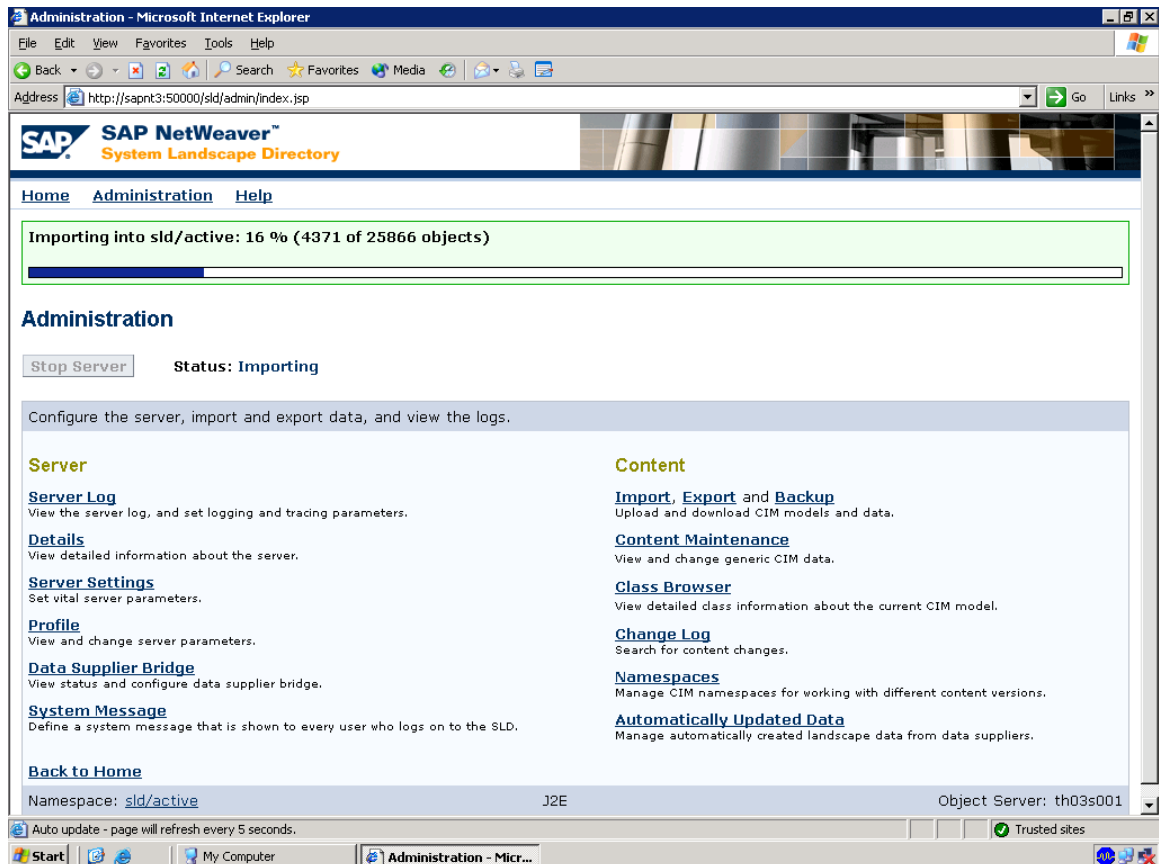 Administration - Microsoft Internet Explorer
File Edit View Favorites Tools Help
Back Search Favorites Media
Address http://sapnt3:50000/sld/admin/index.jsp Go Links »
SAP SAP NetWeaver™
System Landscape Directory
Home Administration Help
Importing into sld/active: 16 % (4371 of 25866 objects)
Administration
Stop Server Status: Importing
Configure the server, import and export data, and view the logs.
Server
Server Log
View the server log, and set logging and tracing parameters.
Details
View detailed information about the server.
Server Settings
Set vital server parameters.
Profile
View and change server parameters.
Data Supplier Bridge
View status and configure data supplier bridge.
System Message
Define a system message that is shown to every user who logs on to the SLD.
Content
Import, Export and Backup
Upload and download CIM models and data.
Content Maintenance
View and change generic CIM data.
Class Browser
View detailed class information about the current CIM model.
Change Log
Search for content changes.
Namespaces
Manage CIM namespaces for working with different content versions.
Automatically Updated Data
Manage automatically created landscape data from data suppliers.
Back to Home
Namespace: sld/active J2E Object Server: th03s001
Auto update - page will refresh every 5 seconds. Trusted sites
Start My Computer Administration - Micr...